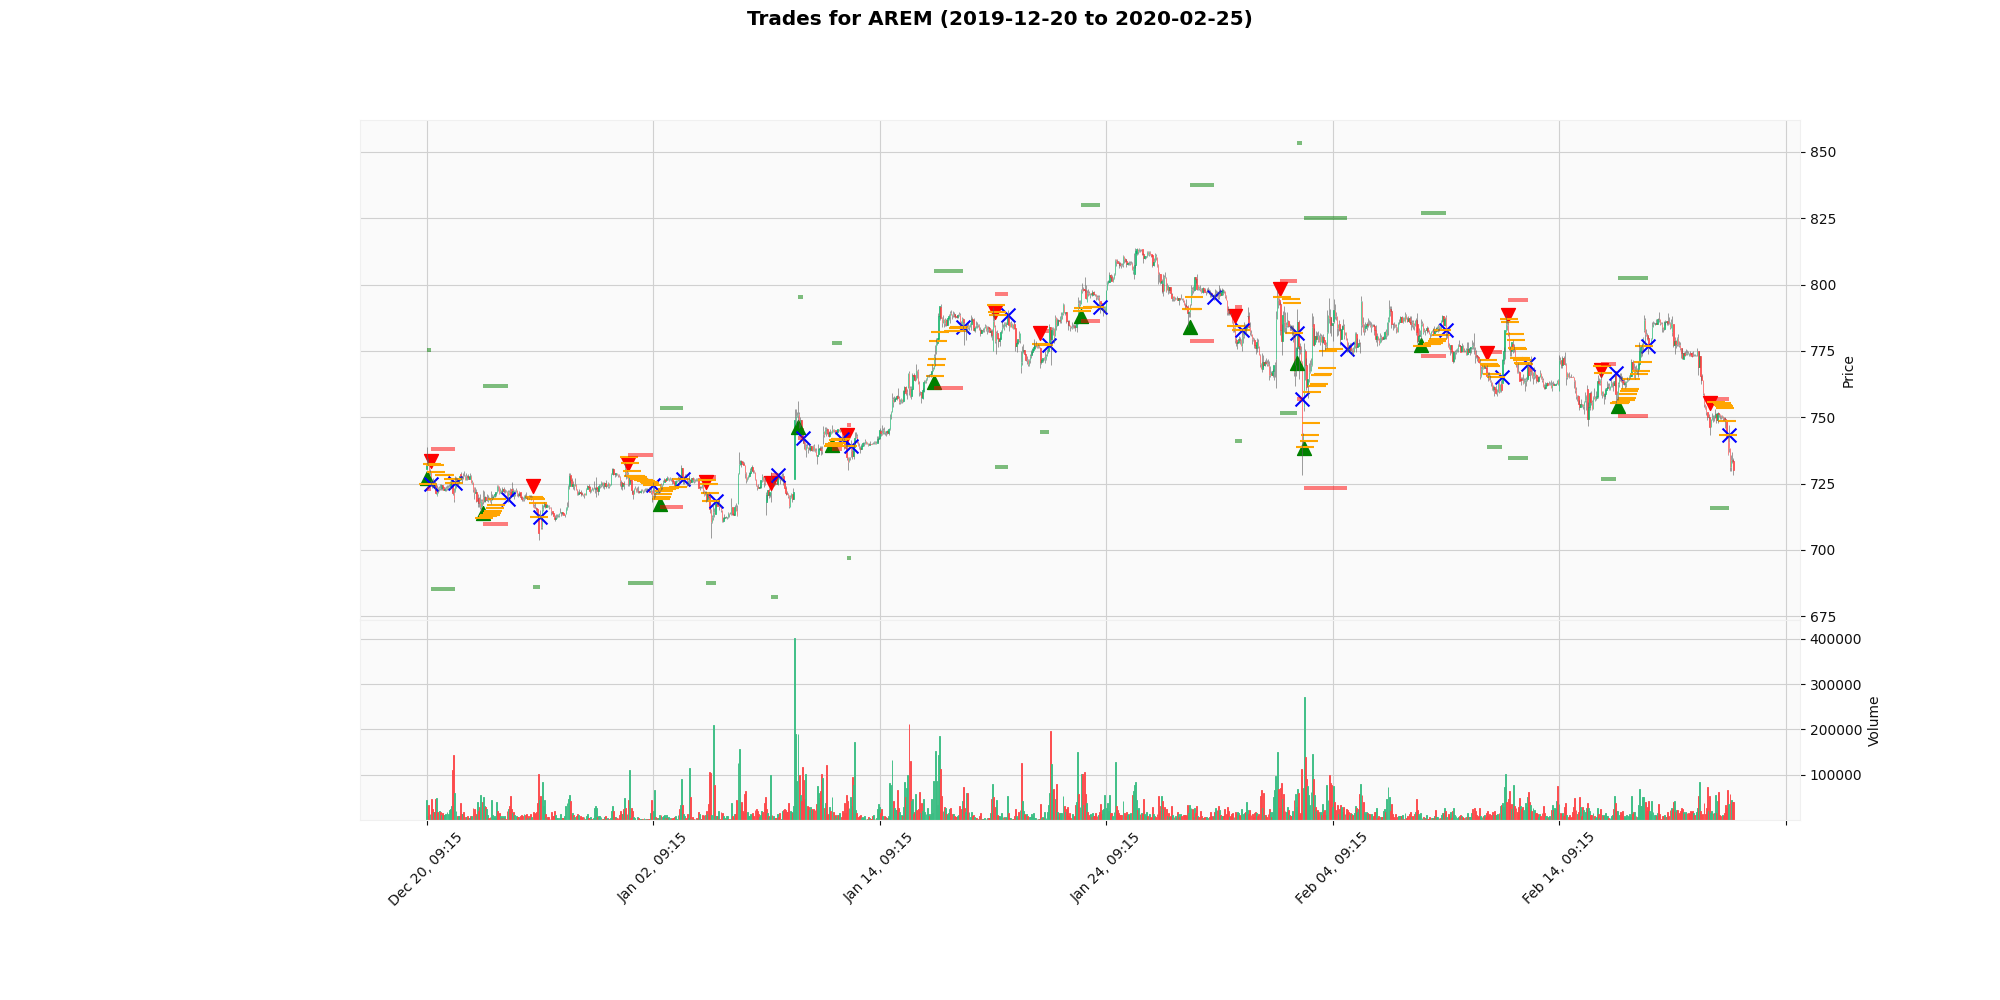 Trades for AREM (2019-12-20 to 2020-02-25)
850
825
800
775
750
725
700
675
Price
400000
300000
200000
100000
Volume
Dec 20, 09:15
Jan 02, 09:15
Jan 14, 09:15
Jan 24, 09:15
Feb 04, 09:15
Feb 14, 09:15